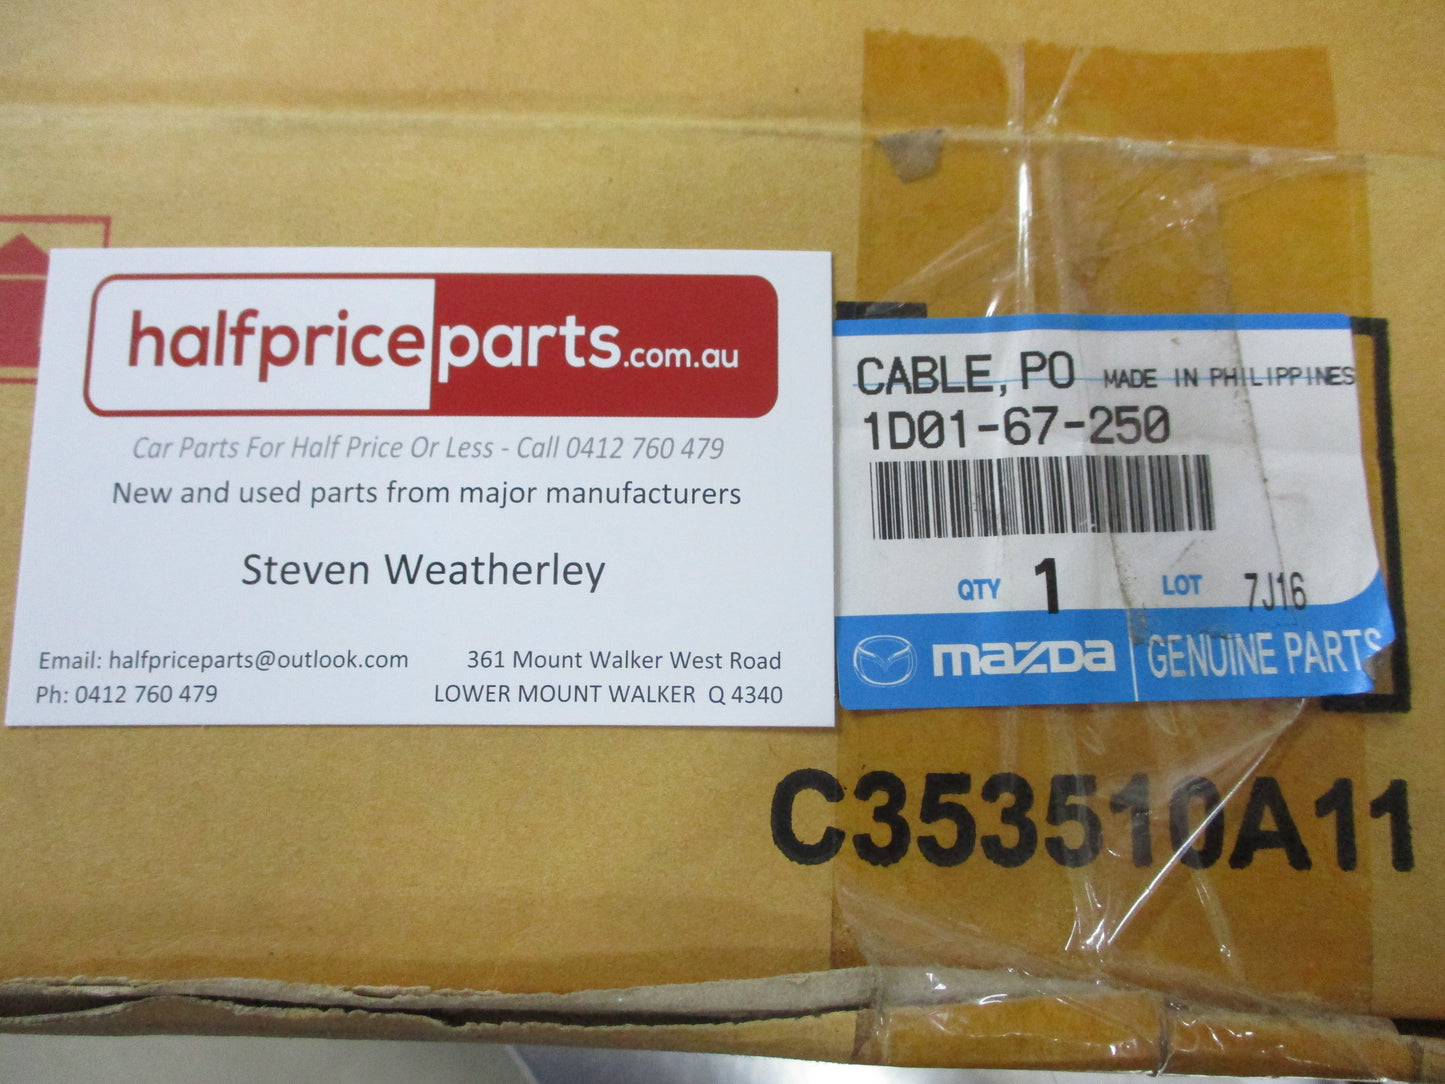 halfpriceparts.com.au
Car Parts For Half Price Or Less - Call 0412 760 479
New and used parts from major manufacturers
Steven Weatherley
Email: halfpriceparts@outlook.com
Ph: 0412 760 479
361 Mount Walker West Road
LOWER MOUNT WALKER Q 4340
CABLE, PO MADE IN PHILIPPINES
1D01-67-250
QTY 1 LOT 7J16
mazda GENUINE PARTS
C353510A11